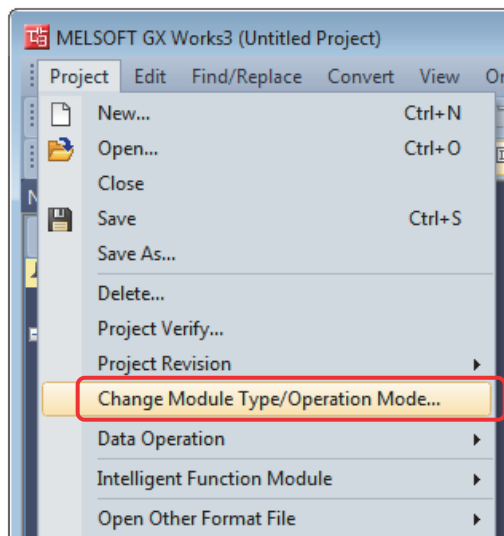 MELSOFT GX Works3 (Untitled Project)
Project Edit Find/Replace Convert View
New... Ctrl+N
Open... Ctrl+O
Close
Save Ctrl+S
Save As...
Delete...
Project Verify...
Project Revision
Change Module Type/Operation Mode...
Data Operation
Intelligent Function Module
Open Other Format File